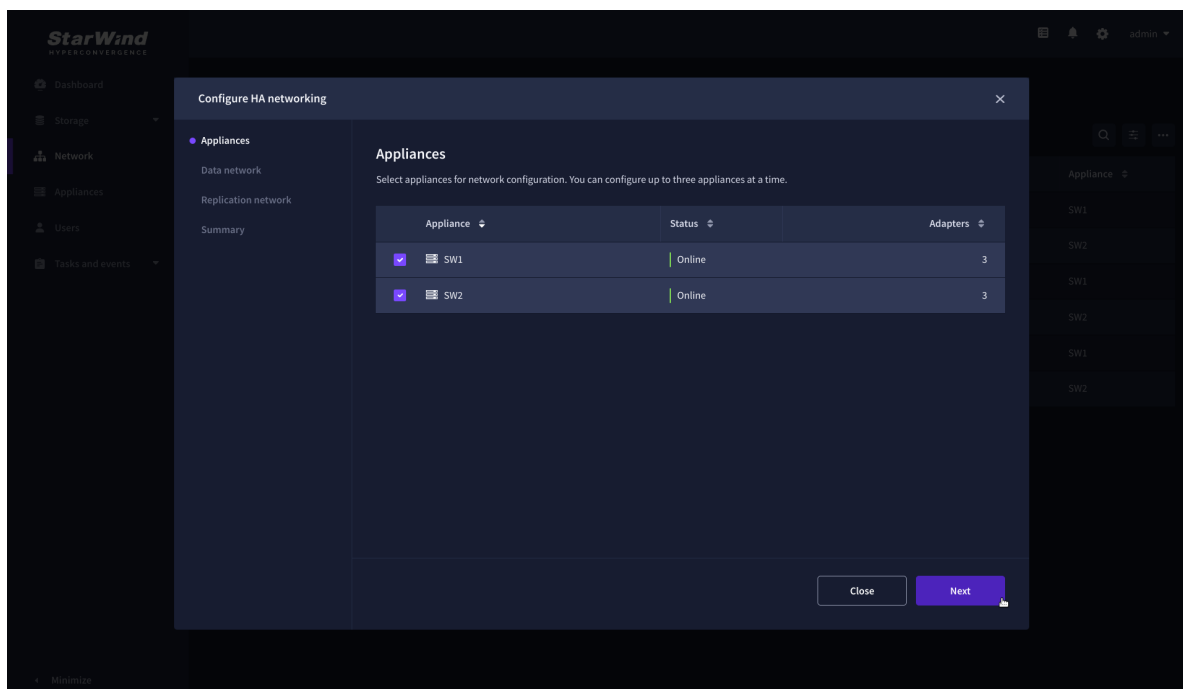 StarWind
HYPERCONVERGENCE
admin
Dashboard
Storage
Network
Appliances
Users
Tasks and events
Minimize
Configure HA networking
Appliances
Data network
Replication network
Summary
Appliances
Select appliances for network configuration. You can configure up to three appliances at a time.
Appliance Status Adapters
SW1 Online 3
SW2 Online 3
Close Next
Appliance
SW1
SW2
SW1
SW2
SW1
SW2